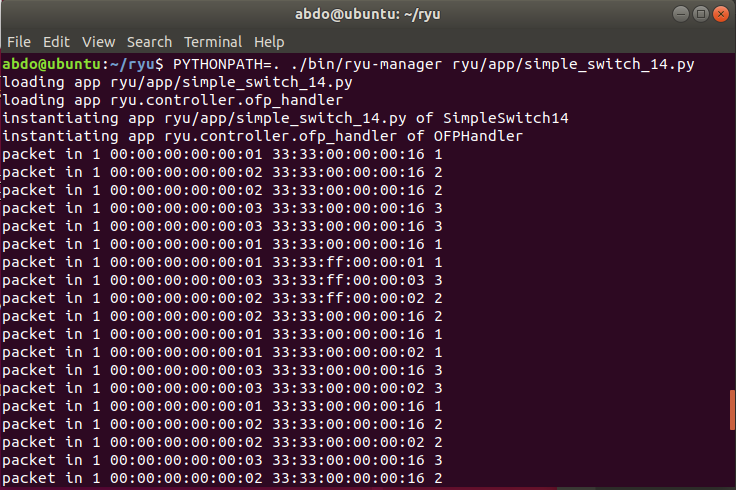 abdo@ubuntu: ~/ryu
File Edit View Search Terminal Help
abdo@ubuntu:~/ryu$ PYTHONPATH=. ./bin/ryu-manager ryu/app/simple_switch_14.py
loading app ryu/app/simple_switch_14.py
loading app ryu.controller.ofp_handler
instantiating app ryu/app/simple_switch_14.py of SimpleSwitch14
instantiating app ryu.controller.ofp_handler of OFPHandler
packet in 1 00:00:00:00:00:01 33:33:00:00:00:16 1
packet in 1 00:00:00:00:00:02 33:33:00:00:00:16 2
packet in 1 00:00:00:00:00:02 33:33:00:00:00:16 2
packet in 1 00:00:00:00:00:03 33:33:00:00:00:16 3
packet in 1 00:00:00:00:00:03 33:33:00:00:00:16 3
packet in 1 00:00:00:00:00:01 33:33:00:00:00:16 1
packet in 1 00:00:00:00:00:01 33:33:ff:00:00:01 1
packet in 1 00:00:00:00:00:03 33:33:ff:00:00:03 3
packet in 1 00:00:00:00:00:02 33:33:ff:00:00:02 2
packet in 1 00:00:00:00:00:02 33:33:00:00:00:16 2
packet in 1 00:00:00:00:00:01 33:33:00:00:00:16 1
packet in 1 00:00:00:00:00:01 33:33:00:00:00:02 1
packet in 1 00:00:00:00:00:03 33:33:00:00:00:16 3
packet in 1 00:00:00:00:00:03 33:33:00:00:00:02 3
packet in 1 00:00:00:00:00:01 33:33:00:00:00:16 1
packet in 1 00:00:00:00:00:02 33:33:00:00:00:16 2
packet in 1 00:00:00:00:00:02 33:33:00:00:00:02 2
packet in 1 00:00:00:00:00:03 33:33:00:00:00:16 3
packet in 1 00:00:00:00:00:02 33:33:00:00:00:16 2